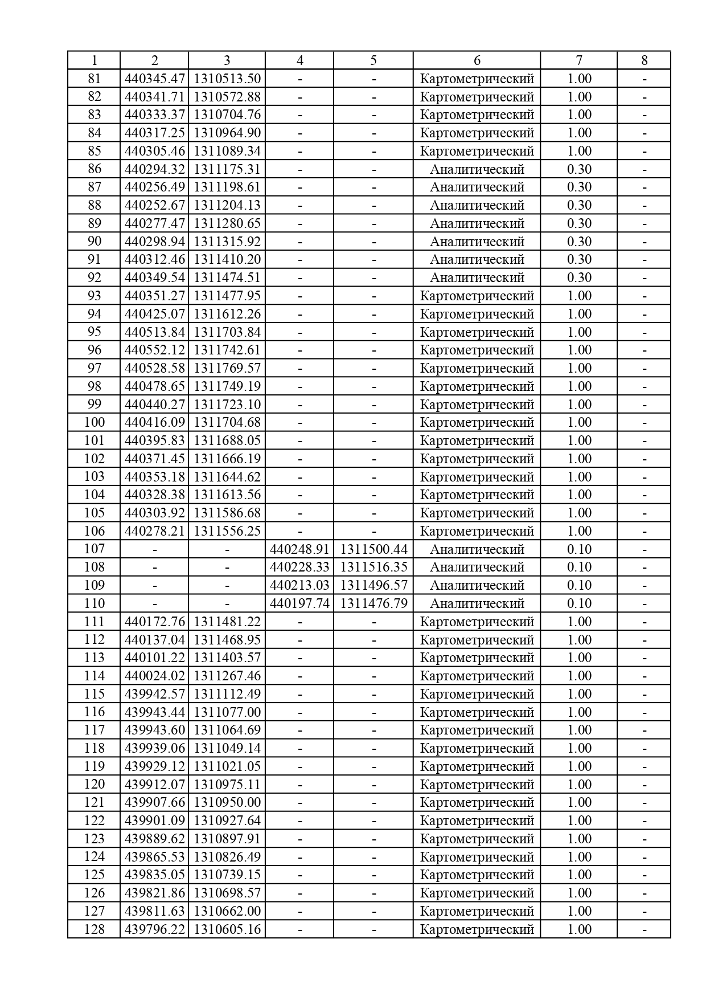 1 2 3 4 5 6 7 8
81 440345.47 1310513.50 - - Картометрический 1.00 -
82 440341.71 1310572.88 - - Картометрический 1.00 -
83 440333.37 1310704.76 - - Картометрический 1.00 -
84 440317.25 1310964.90 - - Картометрический 1.00 -
85 440305.46 1311089.34 - - Картометрический 1.00 -
86 440294.32 1311175.31 - - Аналитический 0.30 -
87 440256.49 1311198.61 - - Аналитический 0.30 -
88 440252.67 1311204.13 - - Аналитический 0.30 -
89 440277.47 1311280.65 - - Аналитический 0.30 -
90 440298.94 1311315.92 - - Аналитический 0.30 -
91 440312.46 1311410.20 - - Аналитический 0.30 -
92 440349.54 1311474.51 - - Аналитический 0.30 -
93 440351.27 1311477.95 - - Картометрический 1.00 -
94 440425.07 1311612.26 - - Картометрический 1.00 -
95 440513.84 1311703.84 - - Картометрический 1.00 -
96 440552.12 1311742.61 - - Картометрический 1.00 -
97 440528.58 1311769.57 - - Картометрический 1.00 -
98 440478.65 1311749.19 - - Картометрический 1.00 -
99 440440.27 1311723.10 - - Картометрический 1.00 -
100 440416.09 1311704.68 - - Картометрический 1.00 -
101 440395.83 1311688.05 - - Картометрический 1.00 -
102 440371.45 1311666.19 - - Картометрический 1.00 -
103 440353.18 1311644.62 - - Картометрический 1.00 -
104 440328.38 1311613.56 - - Картометрический 1.00 -
105 440303.92 1311586.68 - - Картометрический 1.00 -
106 440278.21 1311556.25 - - Картометрический 1.00 -
107 - - 440248.91 1311500.44 Аналитический 0.10 -
108 - - 440228.33 1311516.35 Аналитический 0.10 -
109 - - 440213.03 1311496.57 Аналитический 0.10 -
110 - - 440197.74 1311476.79 Аналитический 0.10 -
111 440172.76 1311481.22 - - Картометрический 1.00 -
112 440137.04 1311468.95 - - Картометрический 1.00 -
113 440101.22 1311403.57 - - Картометрический 1.00 -
114 440024.02 1311267.46 - - Картометрический 1.00 -
115 439942.57 1311112.49 - - Картометрический 1.00 -
116 439943.44 1311077.00 - - Картометрический 1.00 -
117 439943.60 1311064.69 - - Картометрический 1.00 -
118 439939.06 1311049.14 - - Картометрический 1.00 -
119 439929.12 1311021.05 - - Картометрический 1.00 -
120 439912.07 1310975.11 - - Картометрический 1.00 -
121 439907.66 1310950.00 - - Картометрический 1.00 -
122 439901.09 1310927.64 - - Картометрический 1.00 -
123 439889.62 1310897.91 - - Картометрический 1.00 -
124 439865.53 1310826.49 - - Картометрический 1.00 -
125 439835.05 1310739.15 - - Картометрический 1.00 -
126 439821.86 1310698.57 - - Картометрический 1.00 -
127 439811.63 1310662.00 - - Картометрический 1.00 -
128 439796.22 1310605.16 - - Картометрический 1.00 -